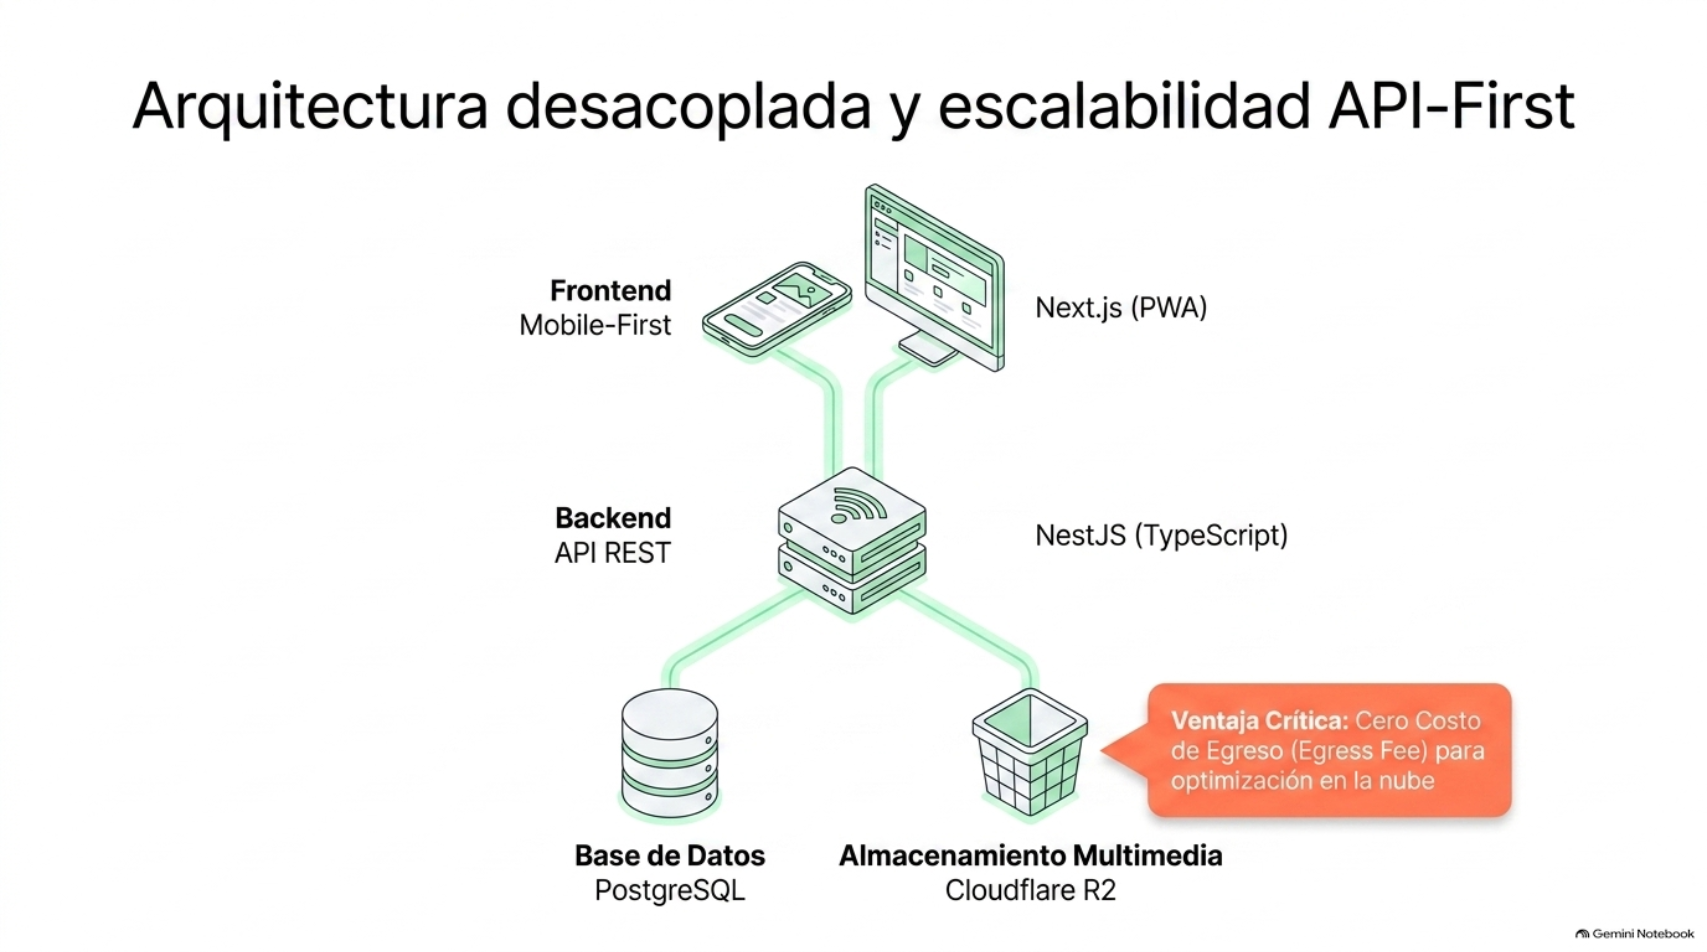 Arquitectura desacoplada y escalabilidad API-First
Frontend
Mobile-First
Next.js (PWA)
Backend
API REST
NestJS (TypeScript)
Ventaja Crítica: Cero Costo
de Egreso (Egress Fee) para
optimización en la nube
Base de Datos
PostgreSQL
Almacenamiento Multimedia
Cloudflare R2
Gemini Notebook